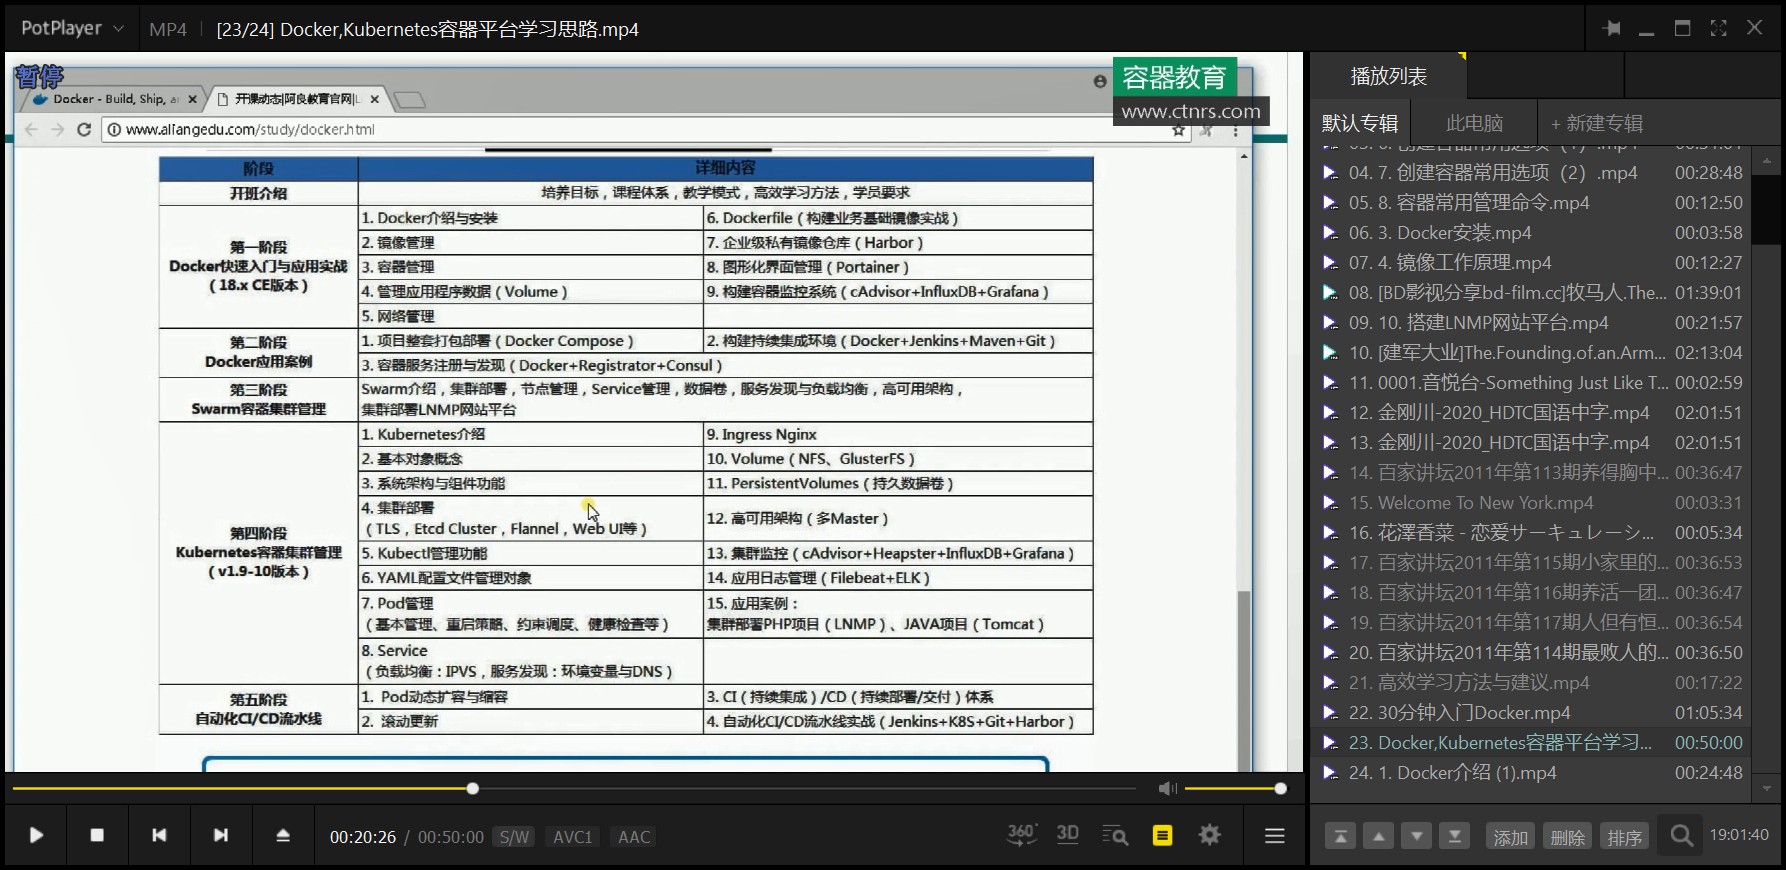 PotPlayer MP4 [23/24] Docker,Kubernetes容器平台学习思路.mp4
暂停
Docker - Build, Ship, ar
开课动态|阿良教育官网|L
容器教育
www.ctnrs.com
www.aliangedu.com/study/docker.html
阶段 详细内容
开班介绍 培养目标，课程体系，教学模式，高效学习方法，学员要求
第一阶段
Docker快速入门与应用实战
（18.x CE版本）
1. Docker介绍与安装 6. Dockerfile（构建业务基础镜像实战）
2. 镜像管理 7. 企业级私有镜像仓库（Harbor）
3. 容器管理 8. 图形化界面管理（Portainer）
4. 管理应用程序数据（Volume） 9. 构建容器监控系统（cAdvisor+InfluxDB+Grafana）
5. 网络管理
第二阶段
Docker应用案例
1. 项目整套打包部署（Docker Compose） 2. 构建持续集成环境（Docker+Jenkins+Maven+Git）
3. 容器服务注册与发现（Docker+Registrator+Consul）
第三阶段
Swarm容器集群管理
Swarm介绍，集群部署，节点管理，Service管理，数据卷，服务发现与负载均衡，高可用架构，
集群部署LNMP网站平台
第四阶段
Kubernetes容器集群管理
（v1.9-10版本）
1. Kubernetes介绍 9. Ingress Nginx
2. 基本对象概念 10. Volume（NFS、GlusterFS）
3. 系统架构与组件功能 11. PersistentVolumes（持久数据卷）
4. 集群部署
（TLS，Etcd Cluster，Flannel，Web UI等） 12. 高可用架构（多Master）
5. Kubectl管理功能 13. 集群监控（cAdvisor+Heapster+InfluxDB+Grafana）
6. YAML配置文件管理对象 14. 应用日志管理（Filebeat+ELK）
7. Pod管理 15. 应用案例：
（基本管理、重启策略、约束调度、健康检查等） 集群部署PHP项目（LNMP）、JAVA项目（Tomcat）
8. Service
（负载均衡：IPVS，服务发现：环境变量与DNS）
第五阶段
自动化CI/CD流水线
1. Pod动态扩容与缩容 3. CI（持续集成）/CD（持续部署/交付）体系
2. 滚动更新 4. 自动化CI/CD流水线实战（Jenkins+K8S+Git+Harbor）
00:20:26 / 00:50:00 S/W AVC1 AAC
360° 3D
播放列表
默认专辑 此电脑 + 新建专辑
04. 7. 创建容器常用选项（2）.mp4 00:28:48
05. 8. 容器常用管理命令.mp4 00:12:50
06. 3. Docker安装.mp4 00:03:58
07. 4. 镜像工作原理.mp4 00:12:27
08. [BD影视分享bd-film.cc]牧马人.The... 01:39:01
09. 10. 搭建LNMP网站平台.mp4 00:21:57
10. [建军大业]The.Founding.of.an.Arm... 02:13:04
11. 0001.音悦台-Something Just Like T... 00:02:59
12. 金刚川-2020_HDTC国语中字.mp4 02:01:51
13. 金刚川-2020_HDTC国语中字.mp4 02:01:51
14. 百家讲坛2011年第113期养得胸中... 00:36:47
15. Welcome To New York.mp4 00:03:31
16. 花澤香菜 - 恋爱サーキュレーシ... 00:05:34
17. 百家讲坛2011年第115期小家里的... 00:36:53
18. 百家讲坛2011年第116期养活一团... 00:36:47
19. 百家讲坛2011年第117期人但有恒... 00:36:54
20. 百家讲坛2011年第114期最败人的... 00:36:50
21. 高效学习方法与建议.mp4 00:17:22
22. 30分钟入门Docker.mp4 01:05:34
23. Docker,Kubernetes容器平台学习... 00:50:00
24. 1. Docker介绍 (1).mp4 00:24:48
添加 删除 排序 19:01:40